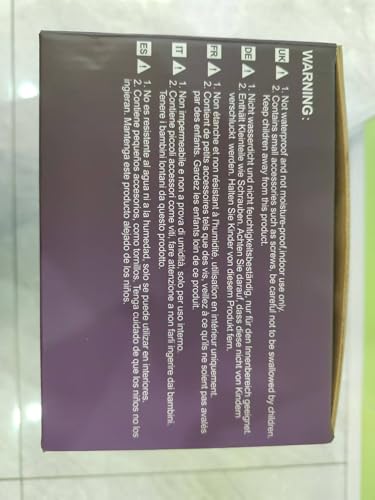 WARNING:
UK 1. Not waterproof and not moisture-proof,indoor use only.
2. Contains small accessories such as screws, be careful not to be swallowed by children.
Keep children away from this product.
DE 1. Nicht wasserdicht und nicht feuchtigkeitsbeständig, nur für den Innenbereich geeignet.
2. Enthält Kleinteile wie Schrauben. Achten Sie darauf, dass diese nicht von Kindern
verschluckt werden. Halten Sie Kinder von diesem Produkt fern.
FR 1. Non étanche et non résistant à l'humidité, utilisation en intérieur uniquement.
2. Contient de petits accessoires tels que des vis, veillez à ce qu'ils ne soient pas avalés
par des enfants. Gardez les enfants loin de ce produit.
IT 1. Non impermeabile e non a prova di umidità, solo per uso interno.
2. Contiene piccoli accessori come viti, fare attenzione a non farli ingerire dai bambini.
Tenere i bambini lontani da questo prodotto.
ES 1. No es resistente al agua ni a la humedad, solo se puede utilizar en interiores.
2. Contiene pequeños accesorios, como tornillos. Tenga cuidado de que los niños no los
ingieran. Mantenga este producto alejado de los niños.